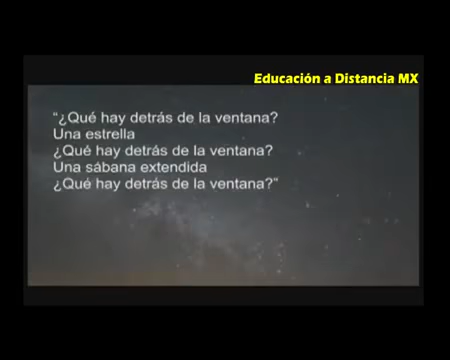 Educación a Distancia MX
“¿Qué hay detrás de la ventana?
Una estrella
¿Qué hay detrás de la ventana?
Una sábana extendida
¿Qué hay detrás de la ventana?”